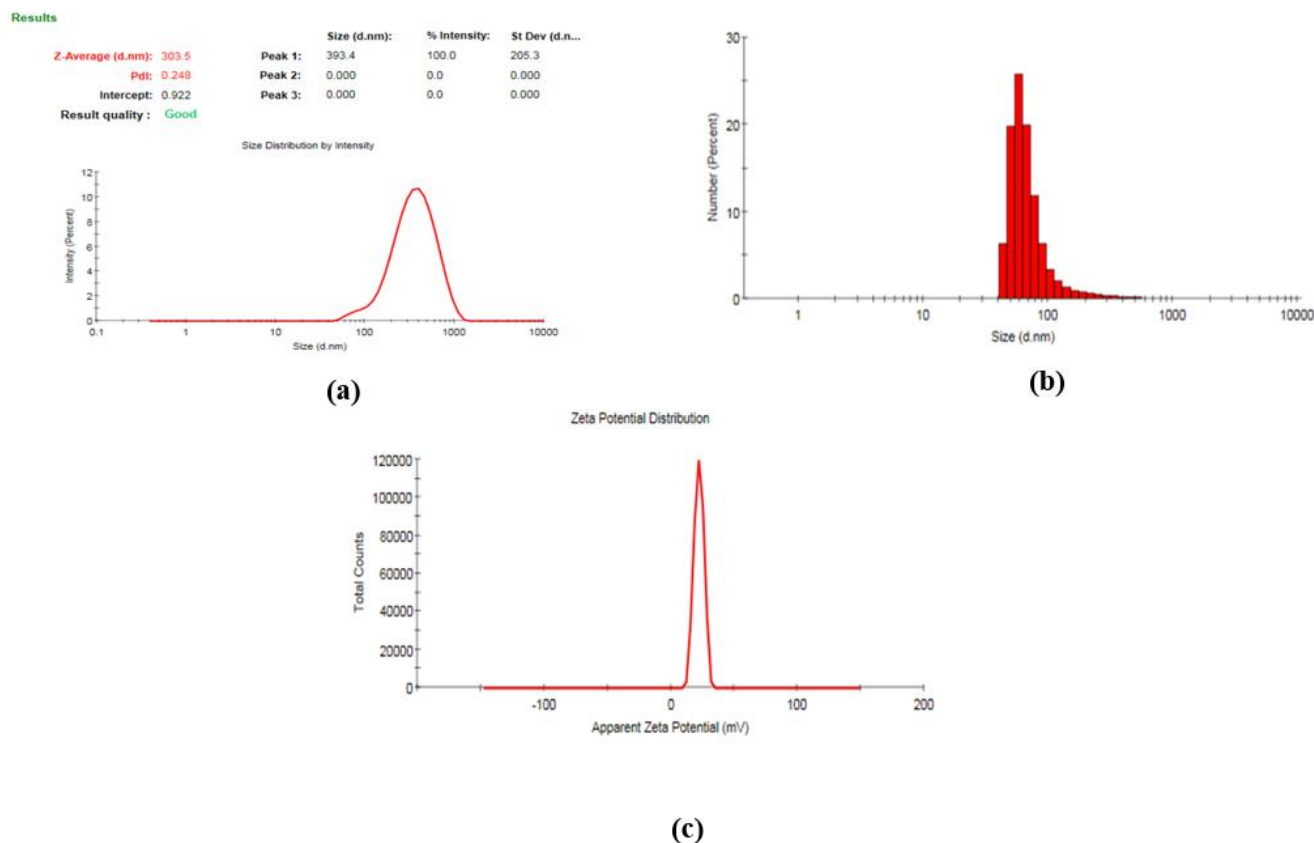 Results
Size (d.nm): % Intensity: St Dev (d.n...
Z-Average (d.nm): 303.5 Peak 1: 393.4 100.0 205.3
PdI: 0.248 Peak 2: 0.000 0.0 0.000
Intercept: 0.922 Peak 3: 0.000 0.0 0.000
Result quality : Good
Size Distribution by Intensity
12
10
8
6
4
2
0
Intensity (Percent)
0.1 1 10 100 1000 10000
Size (d.nm)
(a)
30
20
10
0
Number (Percent)
1 10 100 1000 10000
Size (d.nm)
(b)
Zeta Potential Distribution
120000
100000
80000
60000
40000
20000
0
Total Counts
-100 0 100 200
Apparent Zeta Potential (mV)
(c)